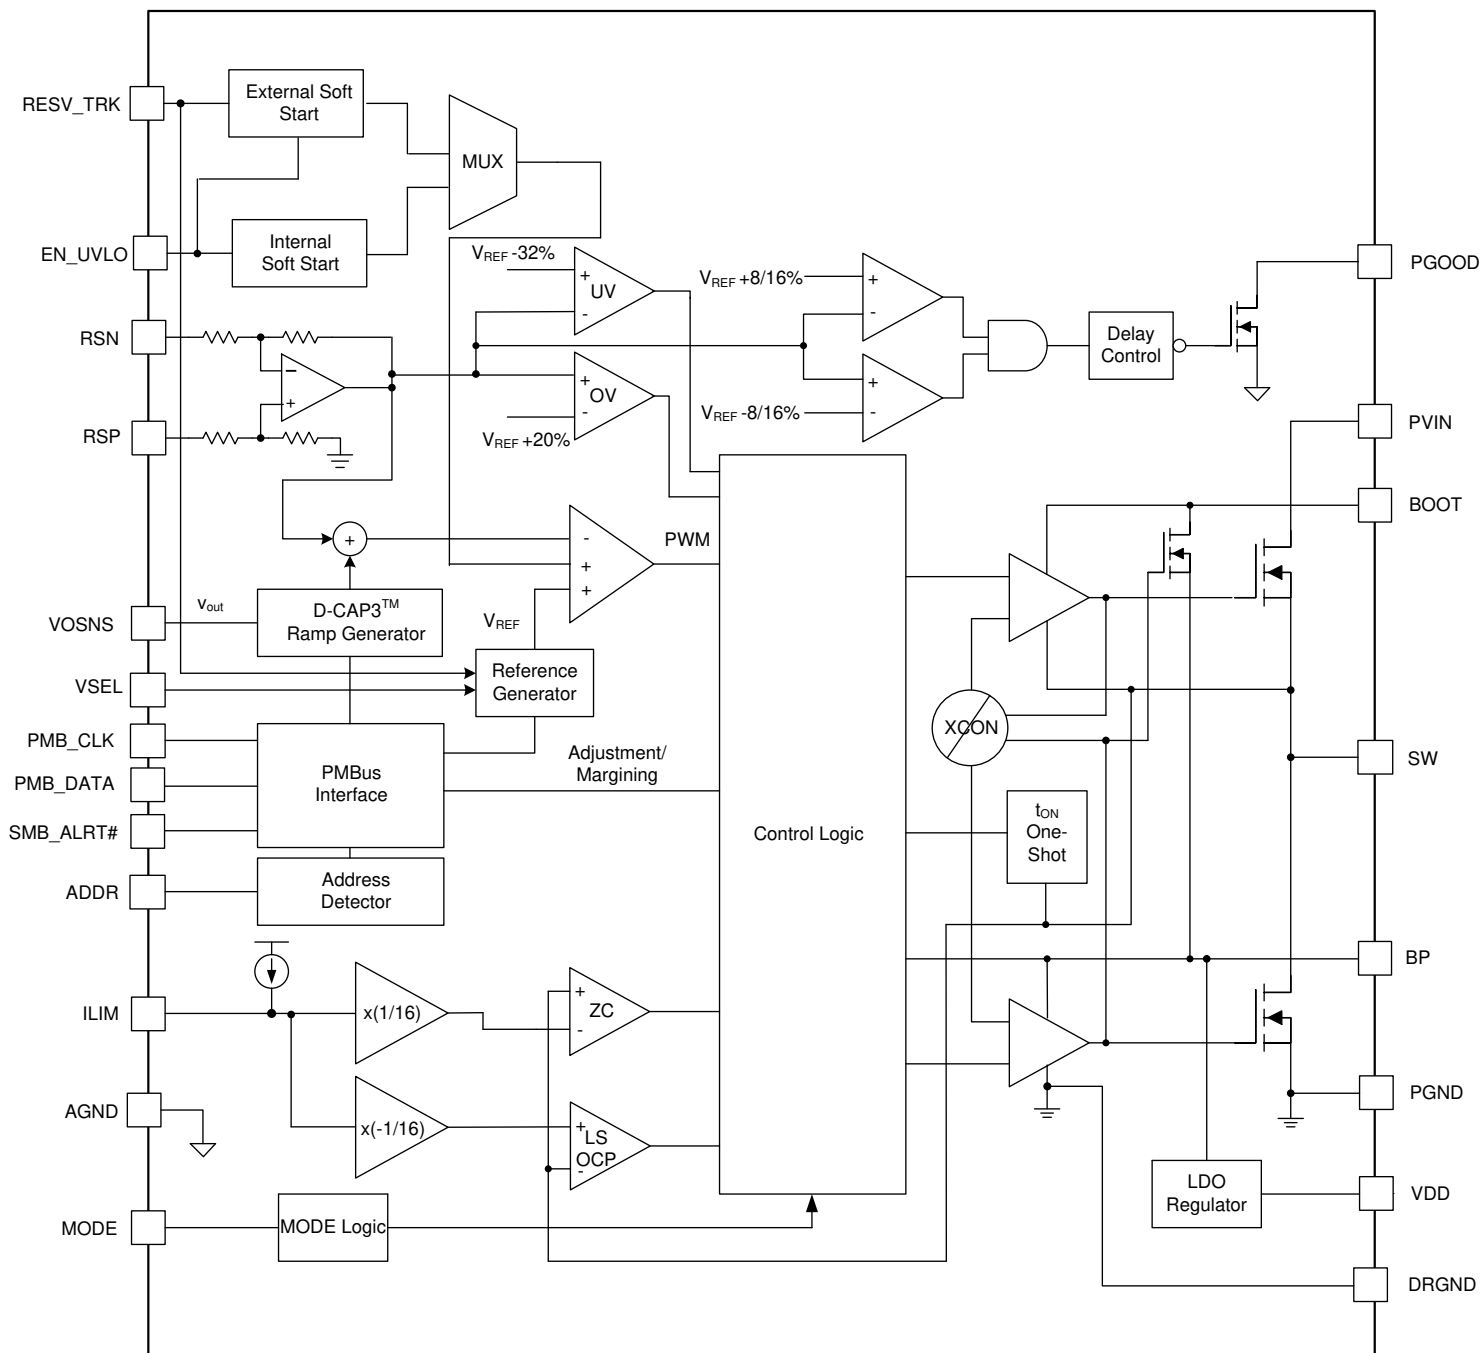 RESV_TRK
External Soft
Start
MUX
EN_UVLO
Internal
Soft Start
VREF -32%
+
UV
-
VREF +8/16%
+
-
PGOOD
RSN
-
+
RSP
+
OV
-
VREF +20%
+
-
VREF -8/16%
Delay
Control
PVIN
BOOT
+
-
+
+
PWM
VOSNS
vout
D-CAP3TM
Ramp Generator
VREF
VSEL
Reference
Generator
PMB_CLK
PMB_DATA
SMB_ALRT#
PMBus
Interface
Adjustment/
Margining
Control Logic
XCON
SW
tON
One-
Shot
ADDR
Address
Detector
BP
ILIM
x(1/16)
+
ZC
-
AGND
x(-1/16)
+
LS
OCP
-
PGND
LDO
Regulator
VDD
MODE
MODE Logic
DRGND